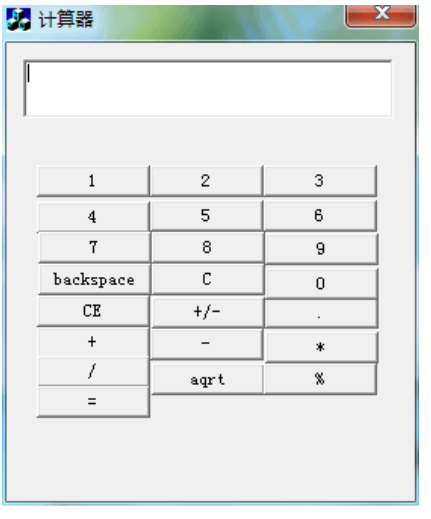 计算器
1 2 3
4 5 6
7 8 9
backspace C 0
CE +/- .
+ - *
/ aqrt %
=